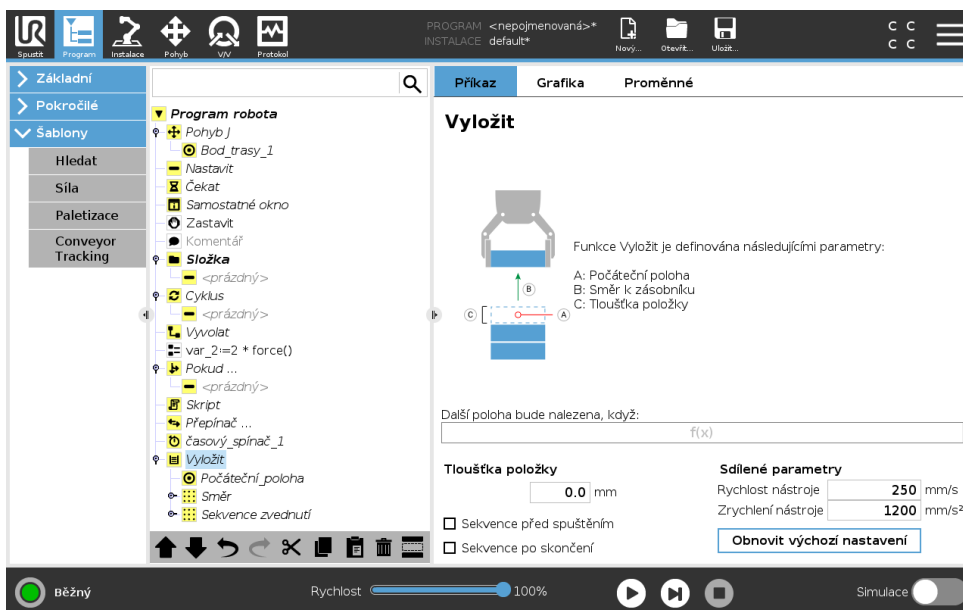 PROGRAM <nepojmenovaná>*
INSTALACE default*
Spustit
Program
Instalace
Pohyb
V/V
Protokol
Nový...
Otevřít...
Uložit...
C C
C C
Základní
Pokročilé
Šablony
Hledat
Síla
Paletizace
Conveyor
Tracking
Program robota
Pohyb J
Bod_trasy_1
Nastavit
Čekat
Samostatné okno
Zastavit
Komentář
Složka
<prázdný>
Cyklus
<prázdný>
Vyvolat
var_2:=2 * force()
Pokud ...
<prázdný>
Skript
Přepínač ...
časový_spínač_1
Vyložit
Počáteční_poloha
Směr
Sekvence zvednutí
Příkaz Grafika Proměnné
Vyložit
Funkce Vyložit je definována následujícími parametry:
A: Počáteční poloha
B: Směr k zásobníku
C: Tloušťka položky
B
C
A
Další poloha bude nalezena, když:
f(x)
Tloušťka položky
0.0 mm
Sekvence před spuštěním
Sekvence po skončení
Sdílené parametry
Rychlost nástroje 250 mm/s
Zrychlení nástroje 1200 mm/s²
Obnovit výchozí nastavení
Běžný
Rychlost 100%
Simulace